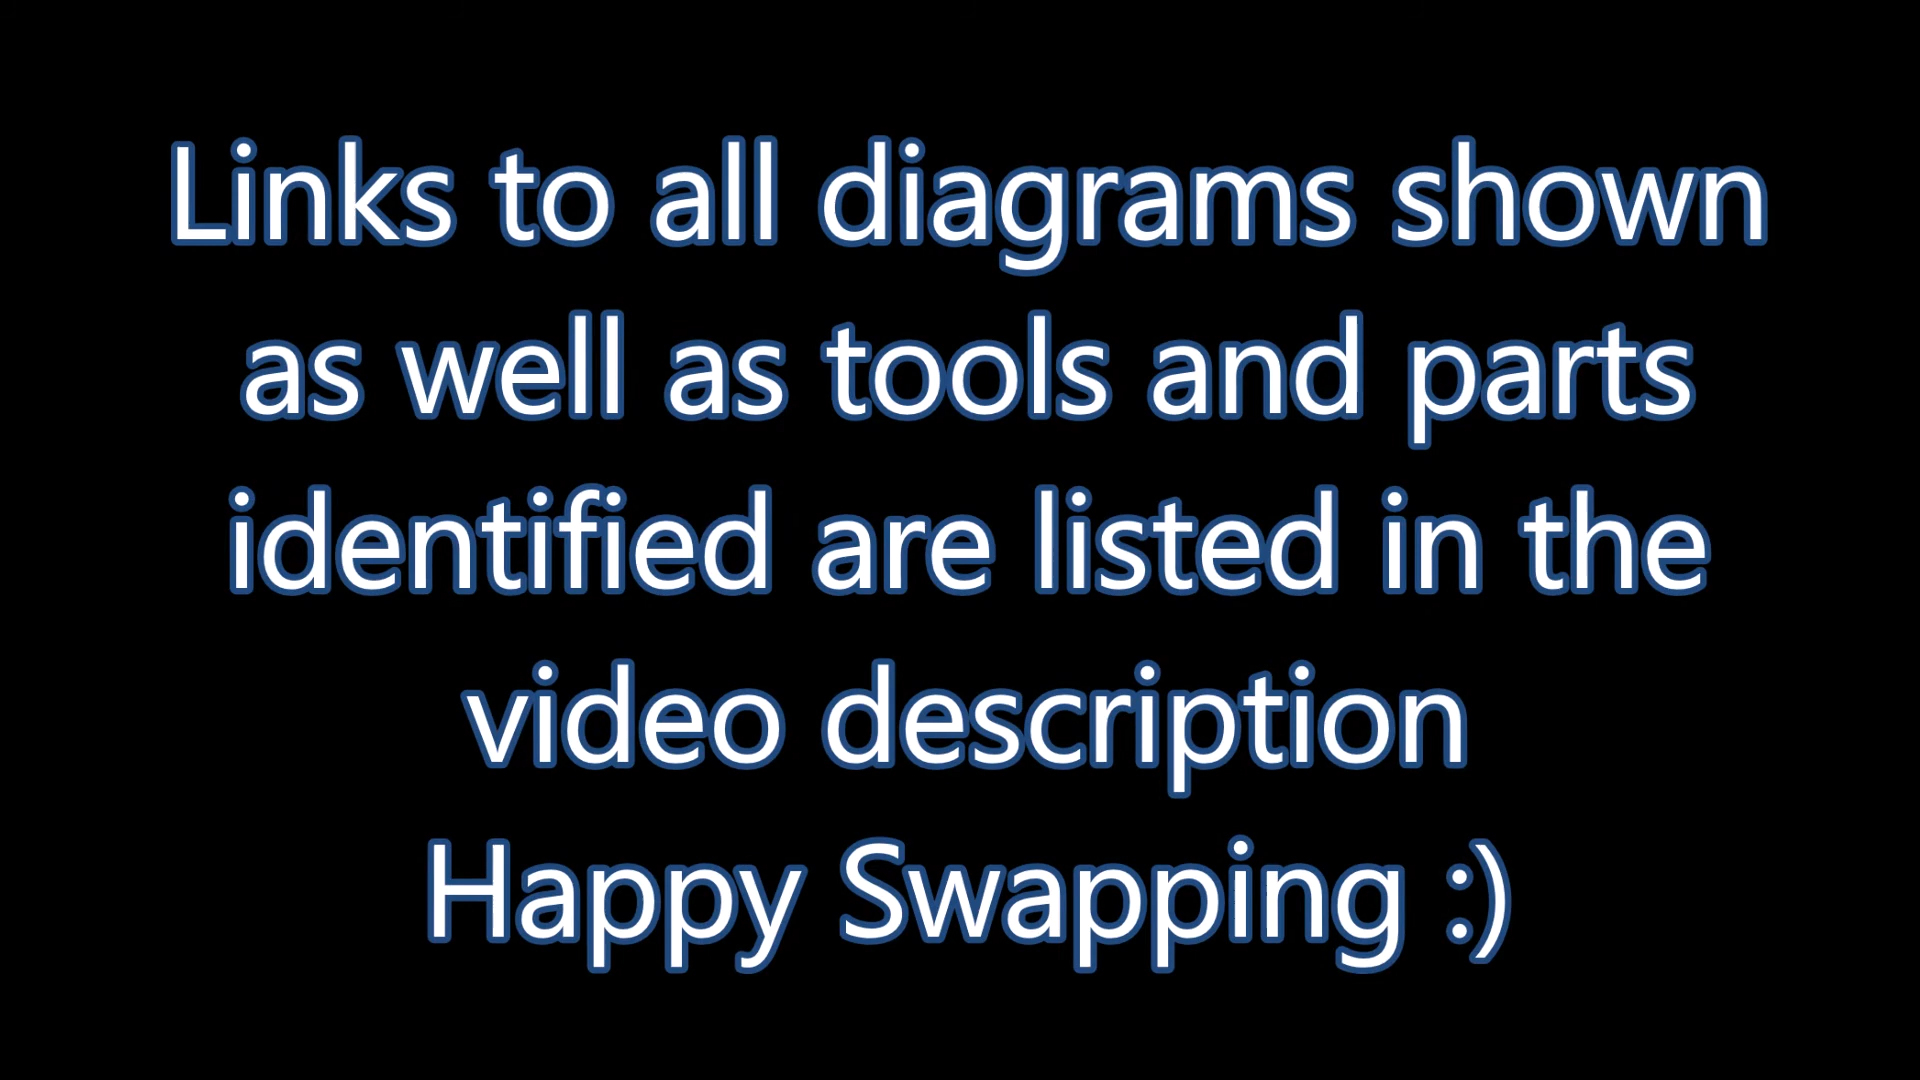 Links to all diagrams shown
as well as tools and parts
identified are listed in the
video description
Happy Swapping :)